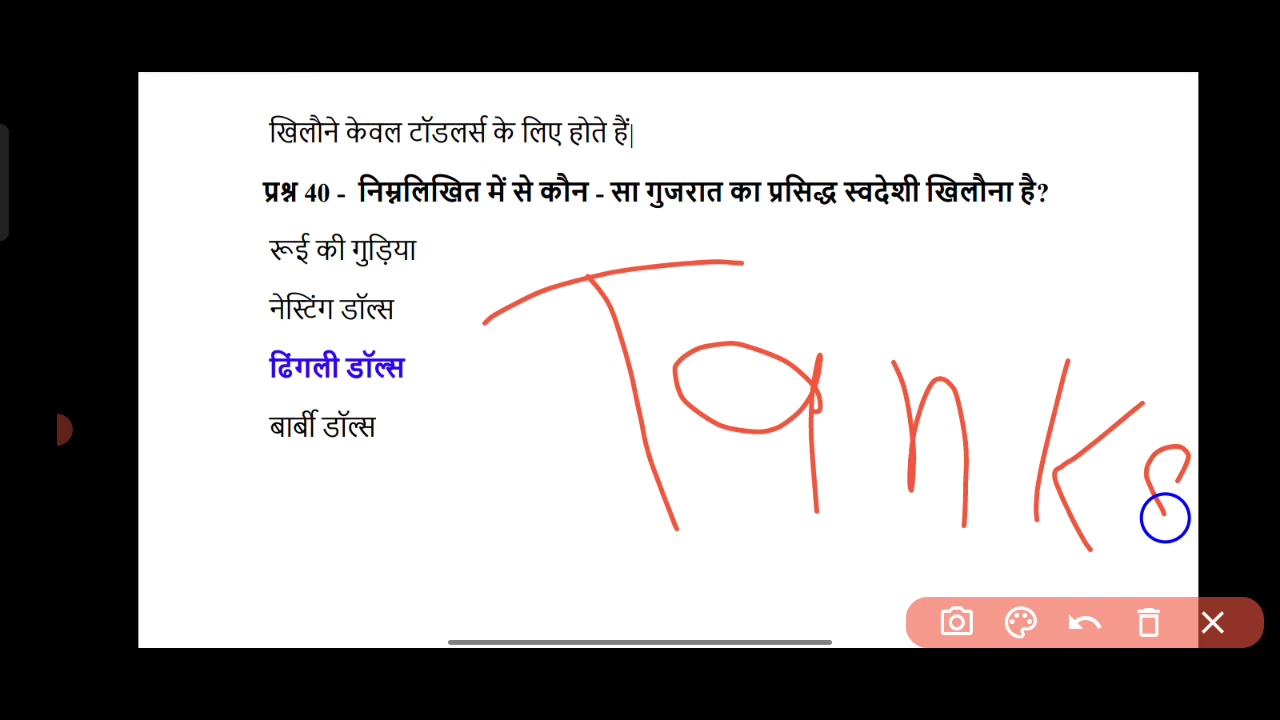 खिलौने केवल टॉडलर्स के लिए होते हैं|
प्रश्न 40 - निम्नलिखित में से कौन - सा गुजरात का प्रसिद्ध स्वदेशी खिलौना है?
रूई की गुड़िया
नेस्टिंग डॉल्स
ढिंगली डॉल्स
बार्बी डॉल्स
Tanks